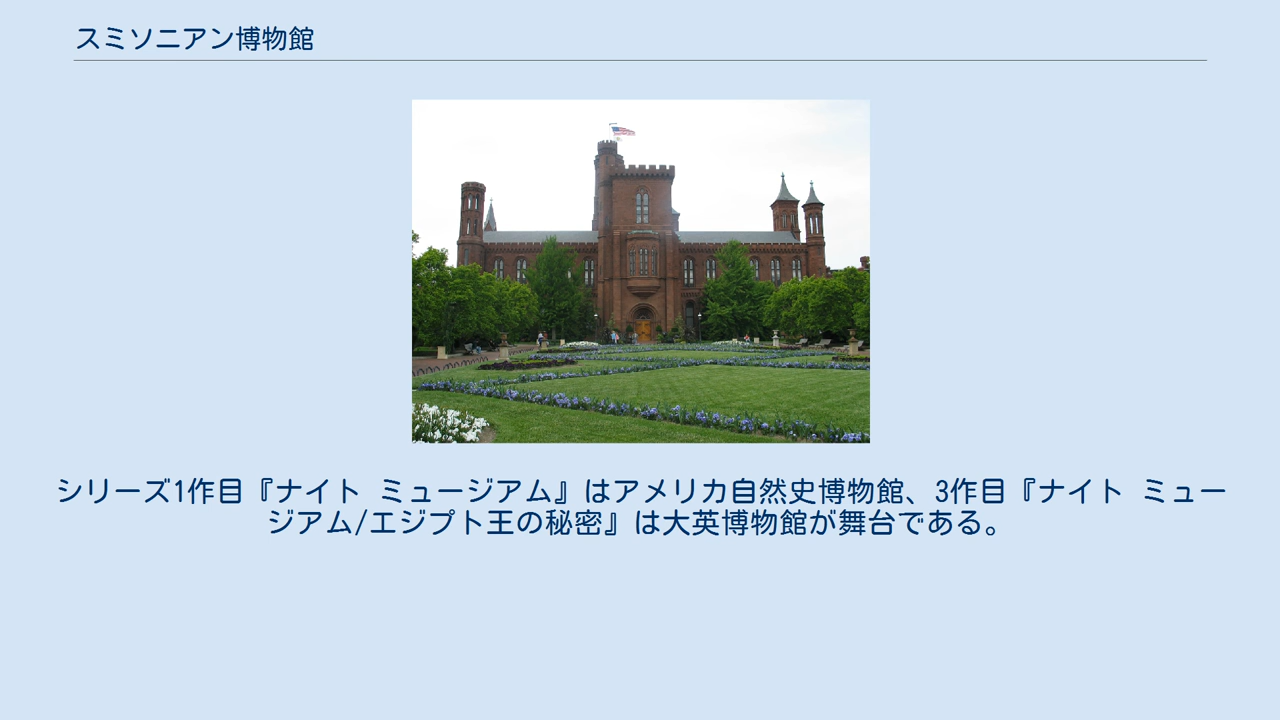 スミソニアン博物館
シリーズ1作目『ナイト ミュージアム』はアメリカ自然史博物館、3作目『ナイト ミュー
ジアム/エジプト王の秘密』は大英博物館が舞台である。